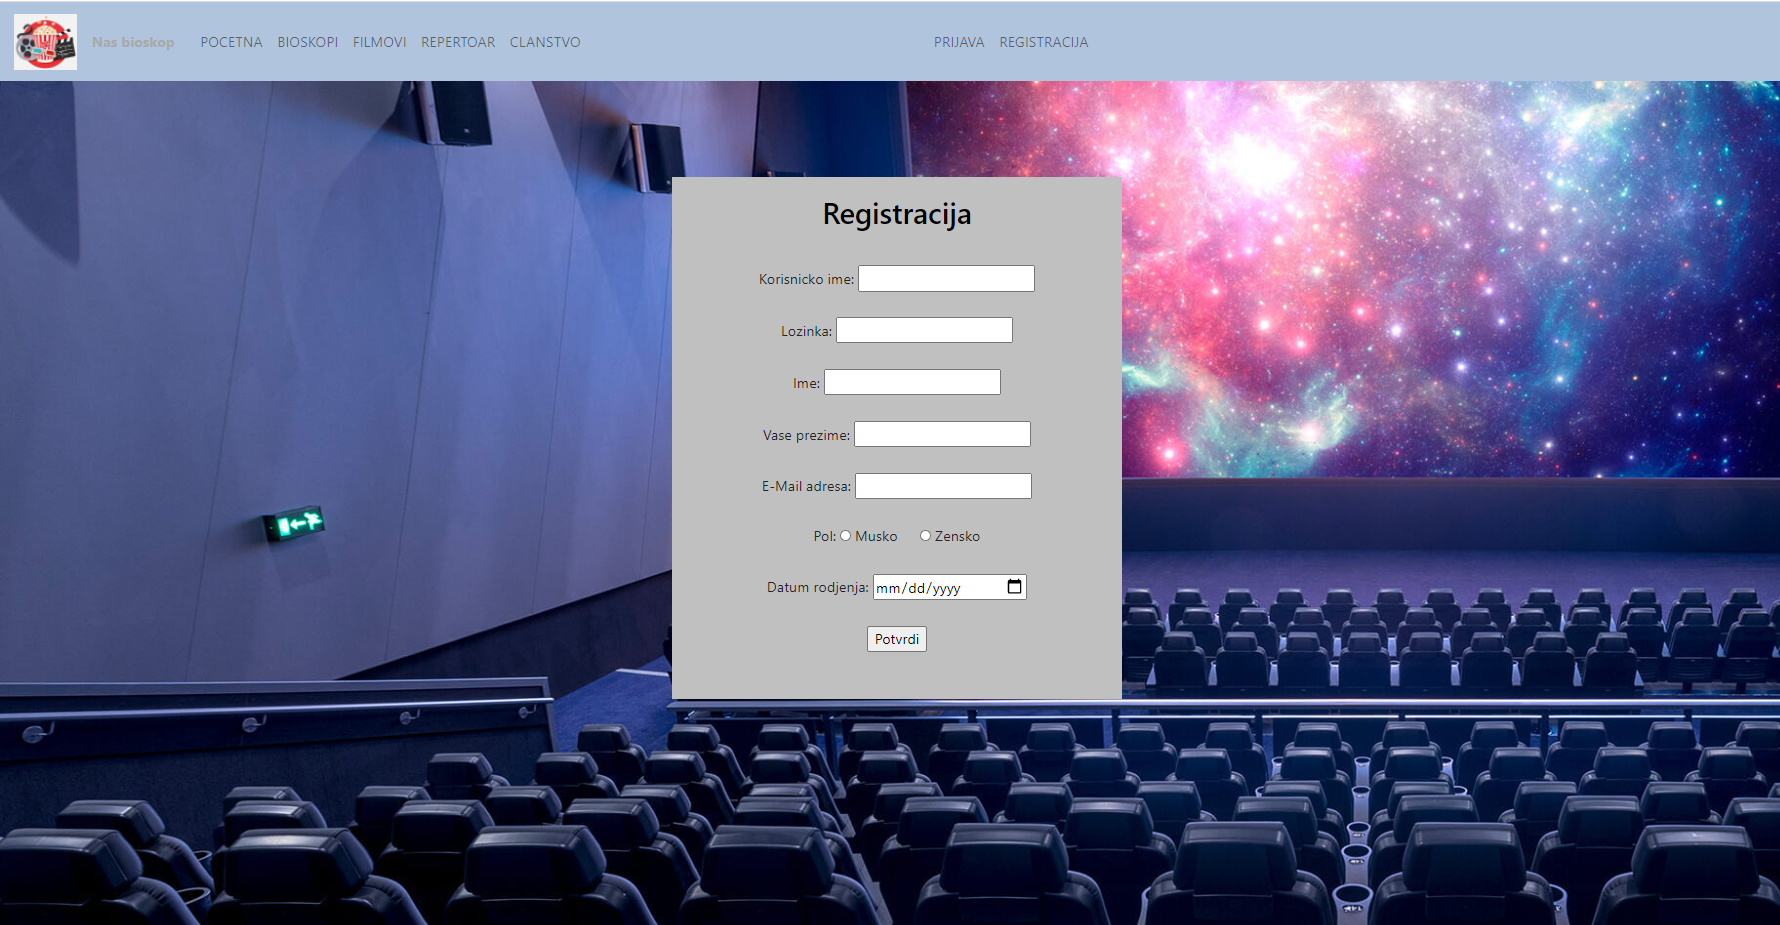 Nas bioskop POCETNA BIOSKOPI FILMOVI REPERTOAR CLANSTVO PRIJAVA REGISTRACIJA
Registracija
Korisnicko ime:
Lozinka:
Ime:
Vase prezime:
E-Mail adresa:
Pol: Musko Zensko
Datum rodjenja: mm/dd/yyyy
Potvrdi